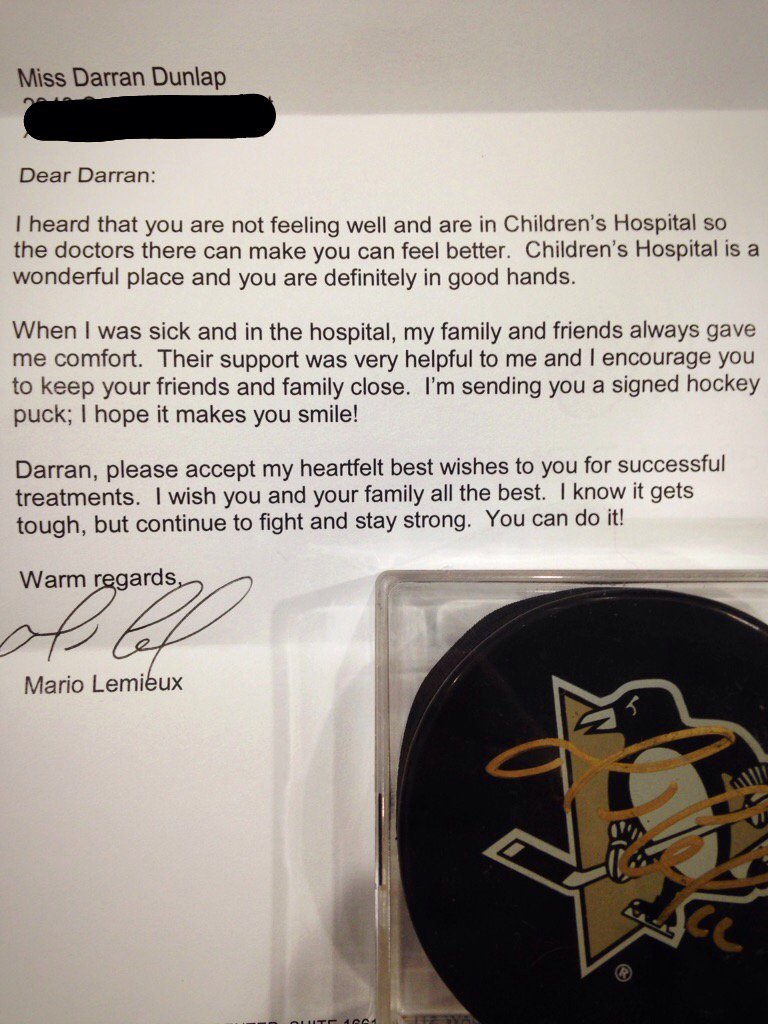 Miss Darran Dunlap
Dear Darran:
I heard that you are not feeling well and are in Children's Hospital so
the doctors there can make you can feel better. Children's Hospital is a
wonderful place and you are definitely in good hands.
When I was sick and in the hospital, my family and friends always gave
me comfort. Their support was very helpful to me and I encourage you
to keep your friends and family close. I'm sending you a signed hockey
puck; I hope it makes you smile!
Darran, please accept my heartfelt best wishes to you for successful
treatments. I wish you and your family all the best. I know it gets
tough, but continue to fight and stay strong. You can do it!
Warm regards,
Mario Lemieux
®
SUITE 1661